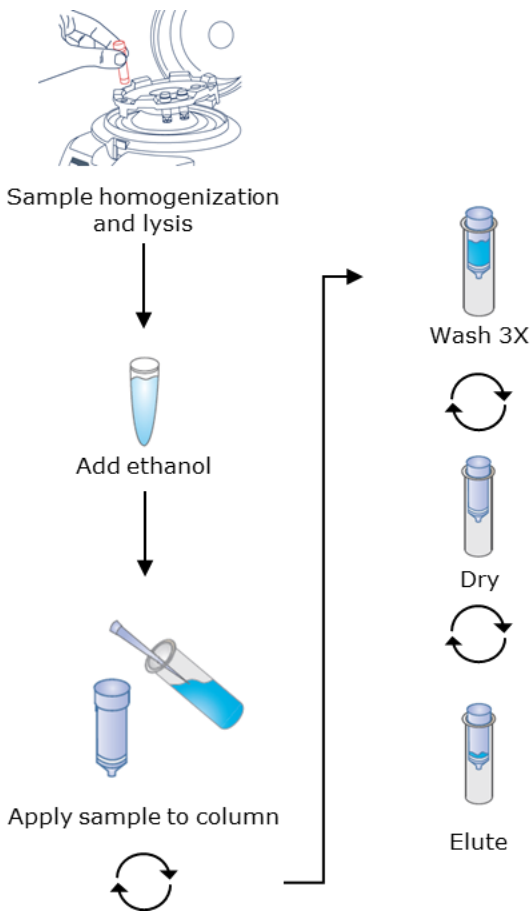 Sample homogenization
and lysis
Add ethanol
Apply sample to column
Wash 3X
Dry
Elute